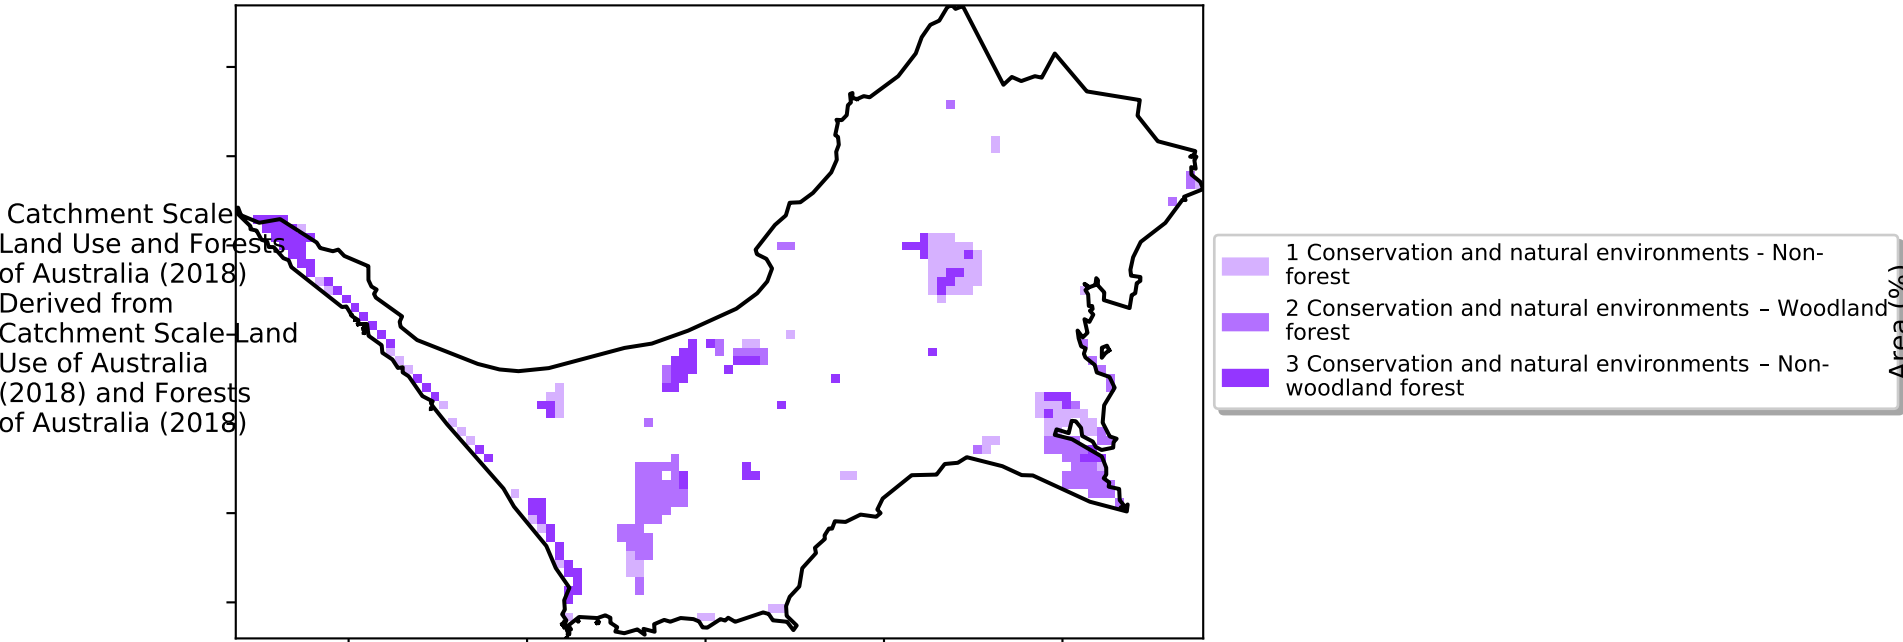 Catchment Scale
Land Use and Forests
of Australia (2018)
Derived from
Catchment Scale Land
Use of Australia
(2018) and Forests
of Australia (2018)
1 Conservation and natural environments - Non-
forest
2 Conservation and natural environments – Woodland
forest
3 Conservation and natural environments – Non-
woodland forest
Area (%)